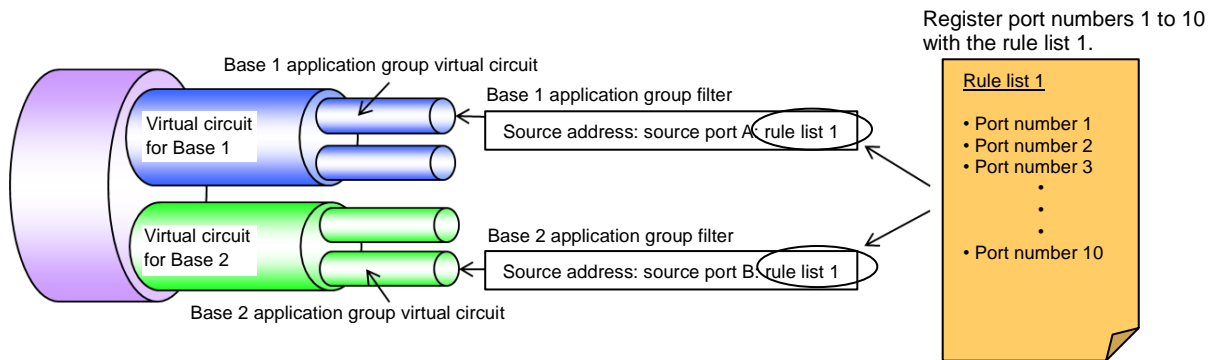 Register port numbers 1 to 10
with the rule list 1.
Base 1 application group virtual circuit
Base 1 application group filter
Source address: source port A: rule list 1
Virtual circuit
for Base 1
Virtual circuit
for Base 2
Base 2 application group filter
Source address: source port B: rule list 1
Base 2 application group virtual circuit
Rule list 1
• Port number 1
• Port number 2
• Port number 3
•
•
•
• Port number 10